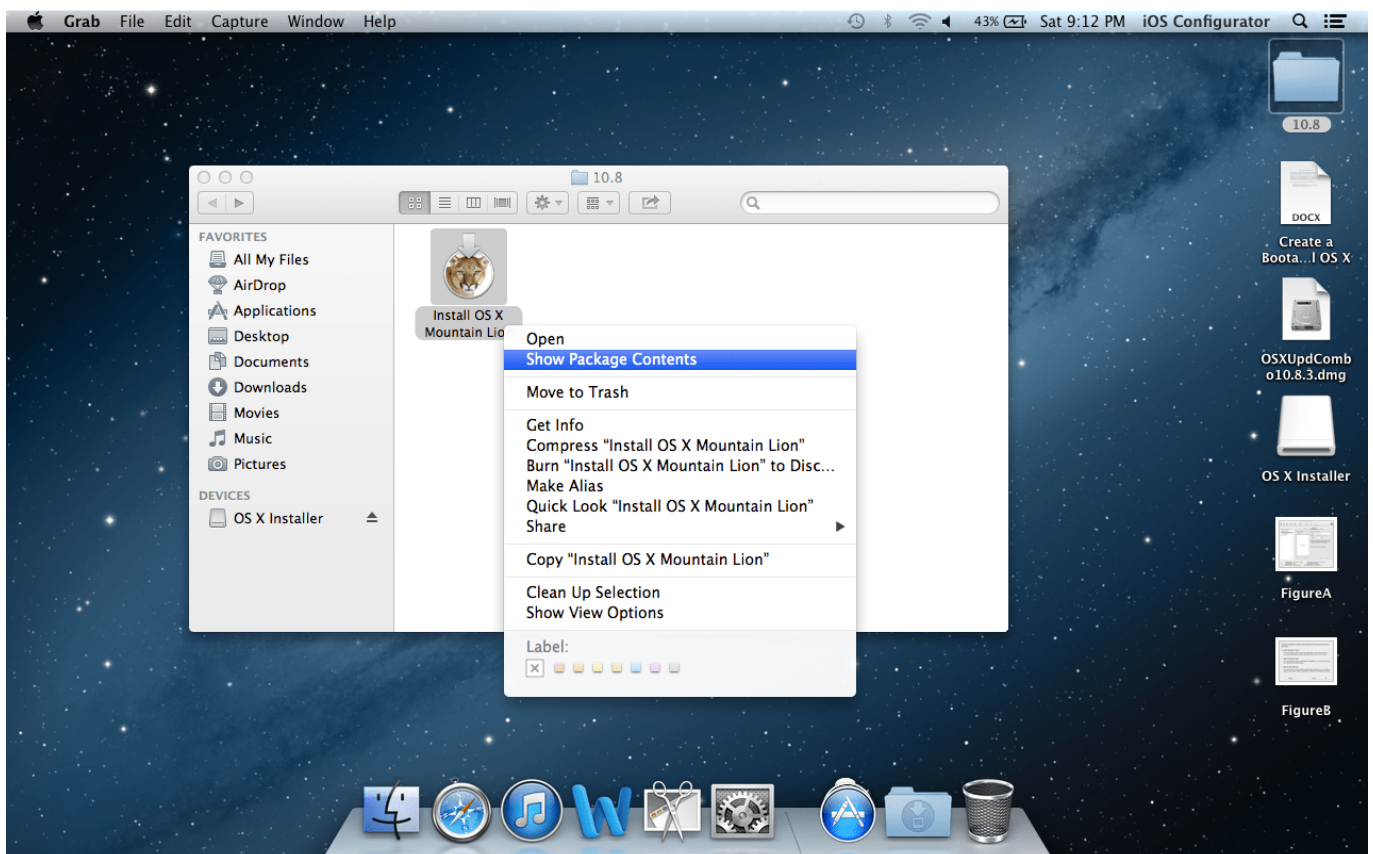 Grab File Edit Capture Window Help
43% Sat 9:12 PM iOS Configurator
10.8
DOCX
Create a
Boota...l OS X
OSXUpdComb
o10.8.3.dmg
OS X Installer
FigureA
FigureB
10.8
FAVORITES
All My Files
AirDrop
Applications
Desktop
Documents
Downloads
Movies
Music
Pictures
DEVICES
OS X Installer
Install OS X
Mountain Lio
Open
Show Package Contents
Move to Trash
Get Info
Compress “Install OS X Mountain Lion”
Burn “Install OS X Mountain Lion” to Disc...
Make Alias
Quick Look “Install OS X Mountain Lion”
Share
Copy “Install OS X Mountain Lion”
Clean Up Selection
Show View Options
Label: